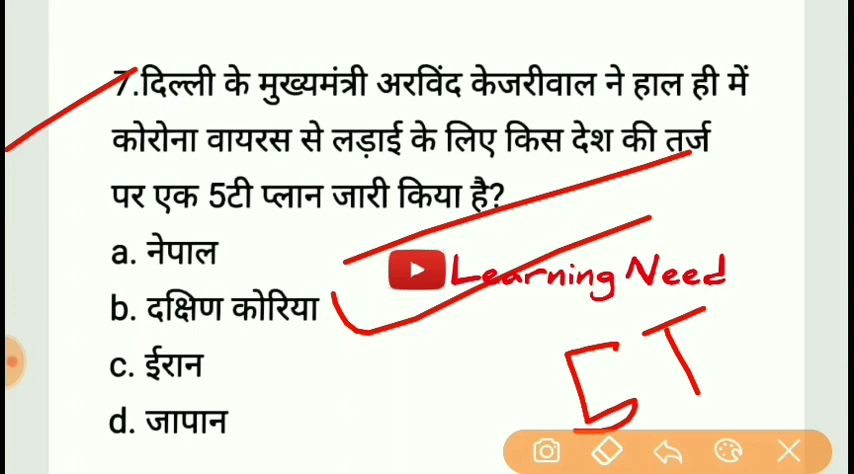 7.दिल्ली के मुख्यमंत्री अरविंद केजरीवाल ने हाल ही में
कोरोना वायरस से लड़ाई के लिए किस देश की तर्ज
पर एक 5टी प्लान जारी किया है?
a. नेपाल
Learning Need
b. दक्षिण कोरिया
c. ईरान
5T
d. जापान